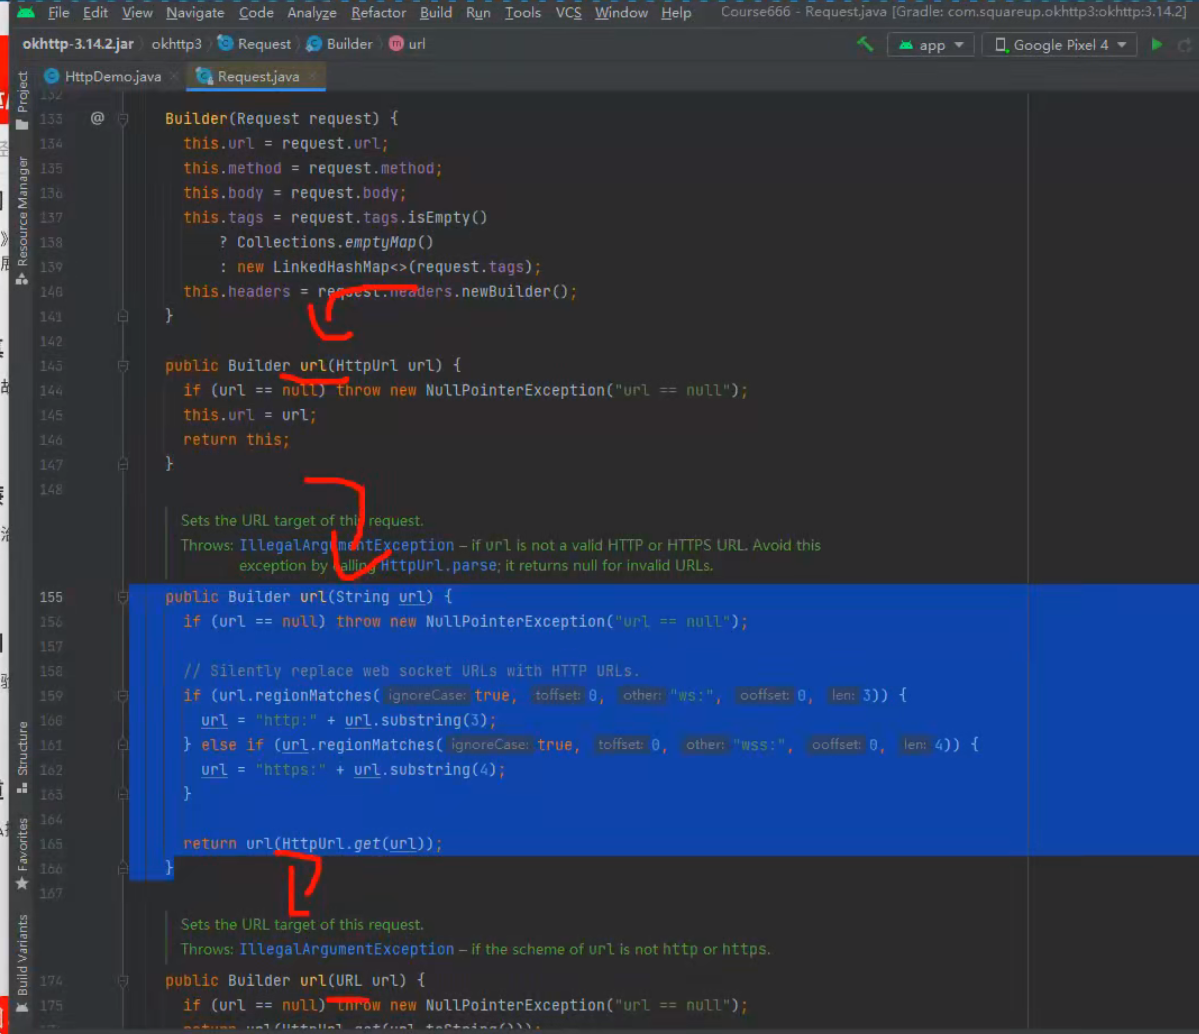 File Edit View Navigate Code Analyze Refactor Build Run Tools VCS Window Help Course666 - Request.java [Gradle: com.squareup.okhttp3:okhttp:3.14.2]
okhttp-3.14.2.jar okhttp3 Request Builder url app Google Pixel 4
HttpDemo.java Request.java
Project
Resource Manager
Structure
Favorites
Build Variants
132
133 @ Builder(Request request) {
134 this.url = request.url;
135 this.method = request.method;
136 this.body = request.body;
137 this.tags = request.tags.isEmpty()
138 ? Collections.emptyMap()
139 : new LinkedHashMap<>(request.tags);
140 this.headers = request.headers.newBuilder();
141 }
142
143 public Builder url(HttpUrl url) {
144 if (url == null) throw new NullPointerException("url == null");
145 this.url = url;
146 return this;
147 }
148
Sets the URL target of this request.
Throws: IllegalArgumentException – if url is not a valid HTTP or HTTPS URL. Avoid this
exception by calling HttpUrl.parse; it returns null for invalid URLs.
155 public Builder url(String url) {
156 if (url == null) throw new NullPointerException("url == null");
157
158 // Silently replace web socket URLs with HTTP URLs.
159 if (url.regionMatches( ignoreCase: true, toffset: 0, other: "ws:", ooffset: 0, len: 3)) {
160 url = "http:" + url.substring(3);
161 } else if (url.regionMatches( ignoreCase: true, toffset: 0, other: "wss:", ooffset: 0, len: 4)) {
162 url = "https:" + url.substring(4);
163 }
164
165 return url(HttpUrl.get(url));
166 }
167
Sets the URL target of this request.
Throws: IllegalArgumentException – if the scheme of url is not http or https.
174 public Builder url(URL url) {
175 if (url == null) throw new NullPointerException("url == null");
return url(HttpUrl.get(url.toString()));